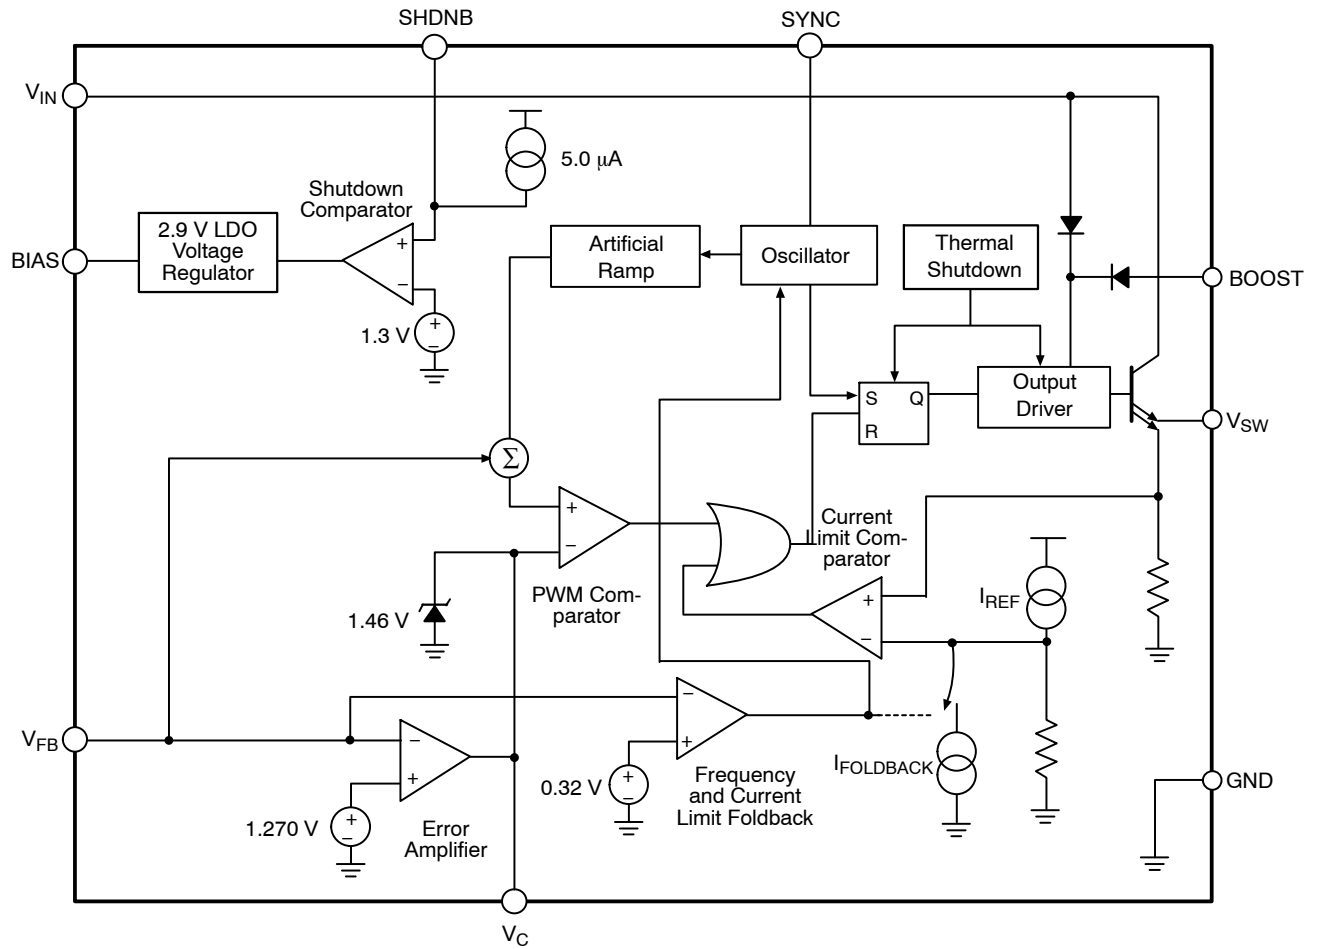 SHDNB
SYNC
VIN
5.0 μA
Shutdown
Comparator
2.9 V LDO
Voltage
Regulator
BIAS
+
−
1.3 V
+
−
Artificial
Ramp
Oscillator
Thermal
Shutdown
BOOST
Output
Driver
S
Q
R
VSW
Σ
+
−
PWM Com-
parator
1.46 V
Current
Limit Com-
parator
+
−
IREF
VFB
−
+
1.270 V
+
−
Error
Amplifier
−
+
0.32 V
+
−
Frequency
and Current
Limit Foldback
IFOLDBACK
GND
VC